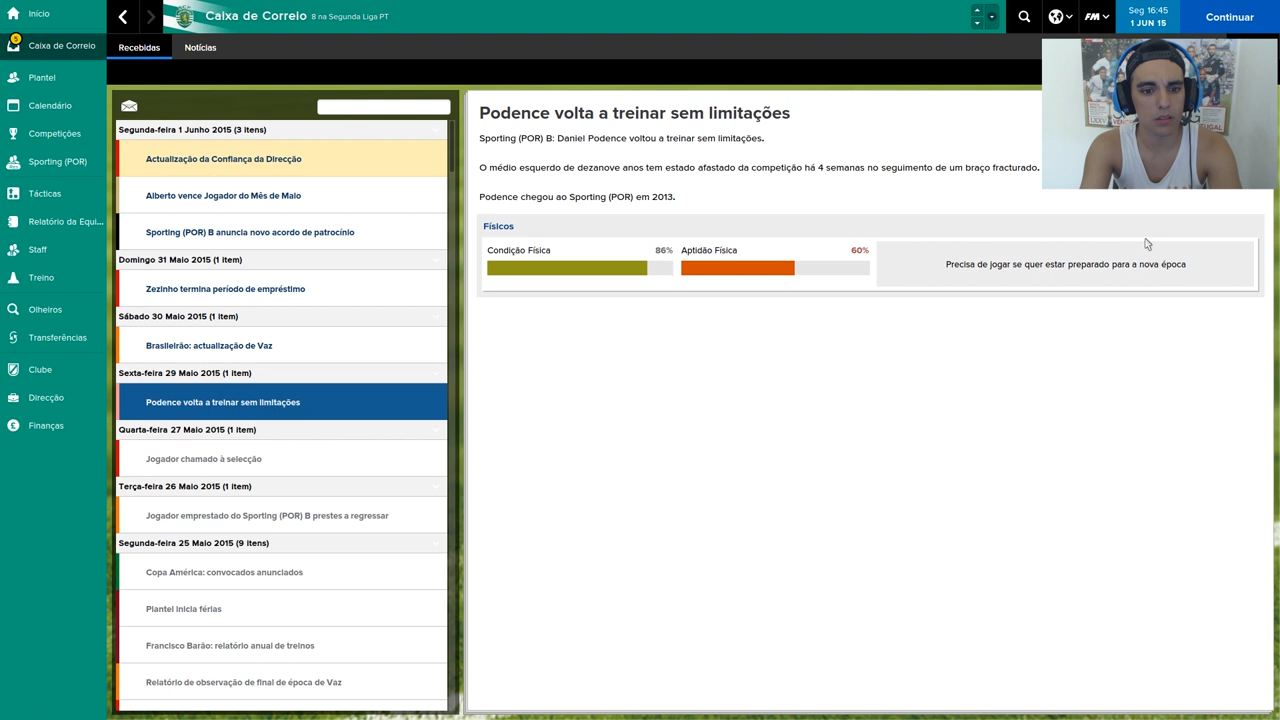 Início
Caixa de Correio
5
Plantel
Calendário
Competições
Sporting (POR)
Tácticas
Relatório da Equi...
Staff
Treino
Olheiros
Transferências
Clube
Direcção
Finanças
Caixa de Correio 8 na Segunda Liga PT
FM
Seg 16:45
1 JUN 15
Continuar
Recebidas
Notícias
Segunda-feira 1 Junho 2015 (3 itens)
Actualização da Confiança da Direcção
Alberto vence Jogador do Mês de Maio
Sporting (POR) B anuncia novo acordo de patrocínio
Domingo 31 Maio 2015 (1 item)
Zezinho termina período de empréstimo
Sábado 30 Maio 2015 (1 item)
Brasileirão: actualização de Vaz
Sexta-feira 29 Maio 2015 (1 item)
Podence volta a treinar sem limitações
Quarta-feira 27 Maio 2015 (1 item)
Jogador chamado à selecção
Terça-feira 26 Maio 2015 (1 item)
Jogador emprestado do Sporting (POR) B prestes a regressar
Segunda-feira 25 Maio 2015 (9 itens)
Copa América: convocados anunciados
Plantel inicia férias
Francisco Barão: relatório anual de treinos
Relatório de observação de final de época de Vaz
Podence volta a treinar sem limitações
Sporting (POR) B: Daniel Podence voltou a treinar sem limitações.
O médio esquerdo de dezanove anos tem estado afastado da competição há 4 semanas no seguimento de um braço fracturado.
Podence chegou ao Sporting (POR) em 2013.
Físicos
Condição Física 86%
Aptidão Física 60%
Precisa de jogar se quer estar preparado para a nova época